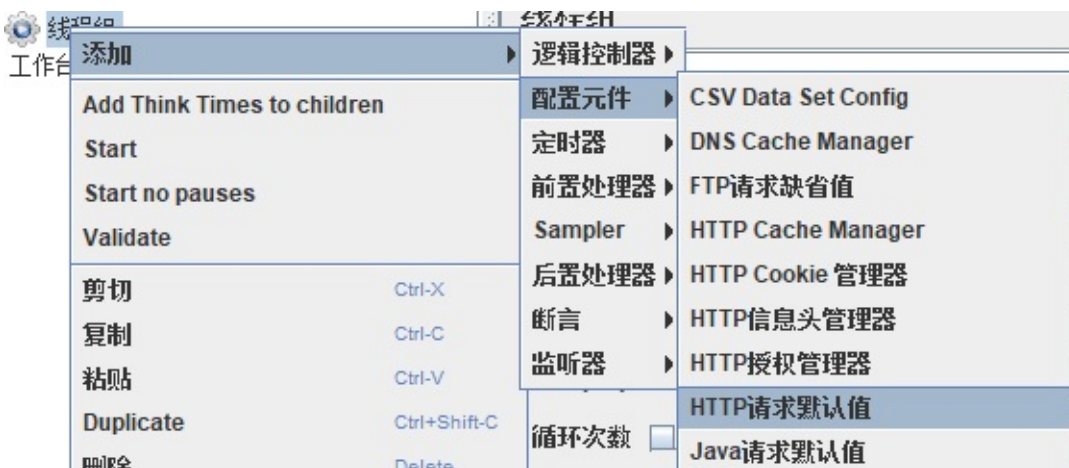 线程组
工作台
线程组
添加
Add Think Times to children
Start
Start no pauses
Validate
剪切 Ctrl-X
复制 Ctrl-C
粘贴 Ctrl-V
Duplicate Ctrl+Shift-C
删除 Delete
逻辑控制器
配置元件
定时器
前置处理器
Sampler
后置处理器
断言
监听器
循环次数
CSV Data Set Config
DNS Cache Manager
FTP请求缺省值
HTTP Cache Manager
HTTP Cookie 管理器
HTTP信息头管理器
HTTP授权管理器
HTTP请求默认值
Java请求默认值